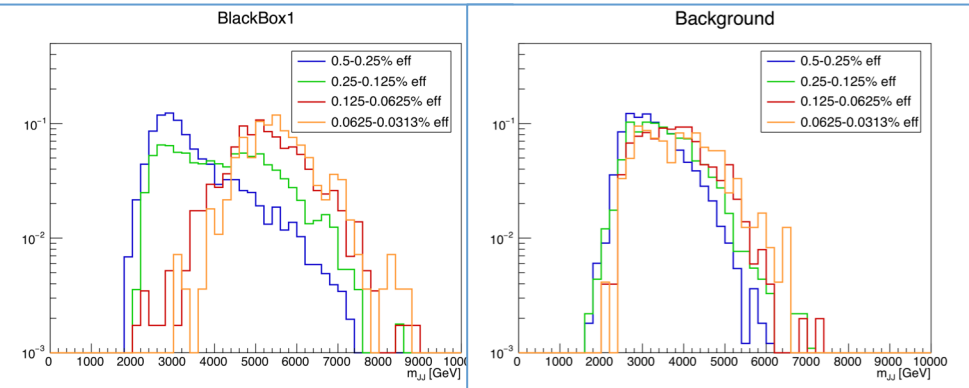 BlackBox1
0.5-0.25% eff
0.25-0.125% eff
0.125-0.0625% eff
0.0625-0.0313% eff
10⁻¹
10⁻²
10⁻³
0 1000 2000 3000 4000 5000 6000 7000 8000 9000 1000
m_JJ [GeV]
Background
0.5-0.25% eff
0.25-0.125% eff
0.125-0.0625% eff
0.0625-0.0313% eff
10⁻¹
10⁻²
10⁻³
0 1000 2000 3000 4000 5000 6000 7000 8000 9000 10000
m_JJ [GeV]